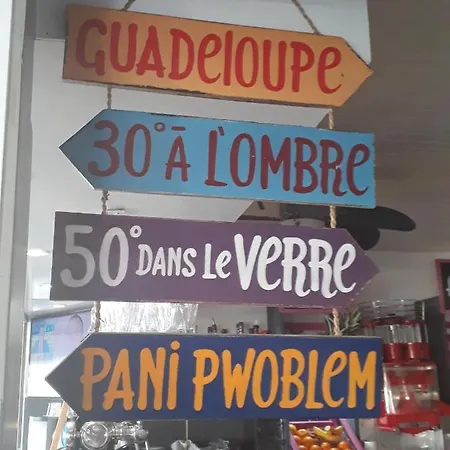 GUADELOUPE
30° À L'OMBRE
50° DANS Le VERRE
PANi PWOBLEM